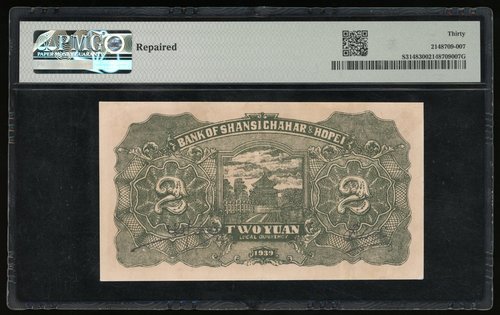 PMG
PAPER MONEY GUARANTY
Repaired
Thirty
2148709-007
S31483002148709007G
BANK OF SHANSI CHAHAR & HOPEI
2
2
TWO YUAN
LOCAL CURRENCY
1939